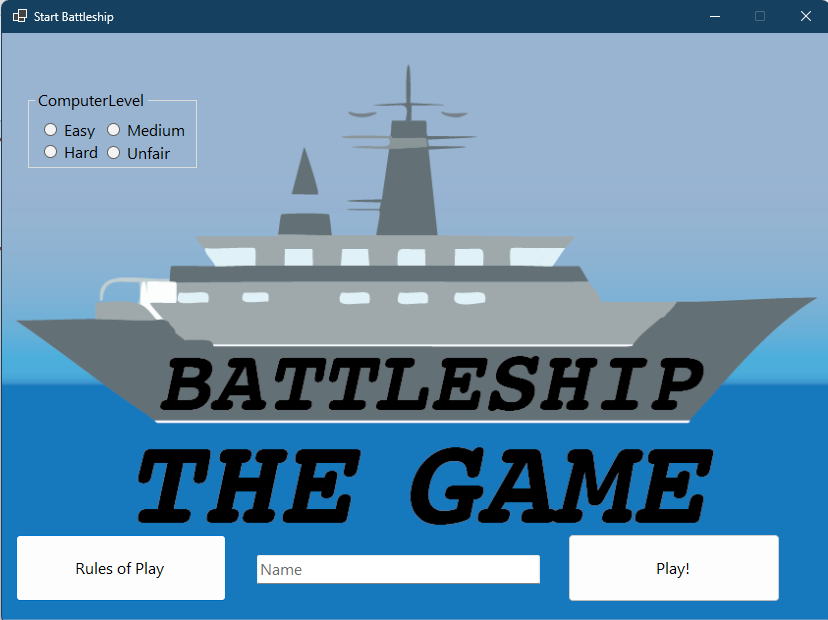 Start Battleship
ComputerLevel
Easy Medium
Hard Unfair
BATTLESHIP
THE GAME
Rules of Play
Name
Play!